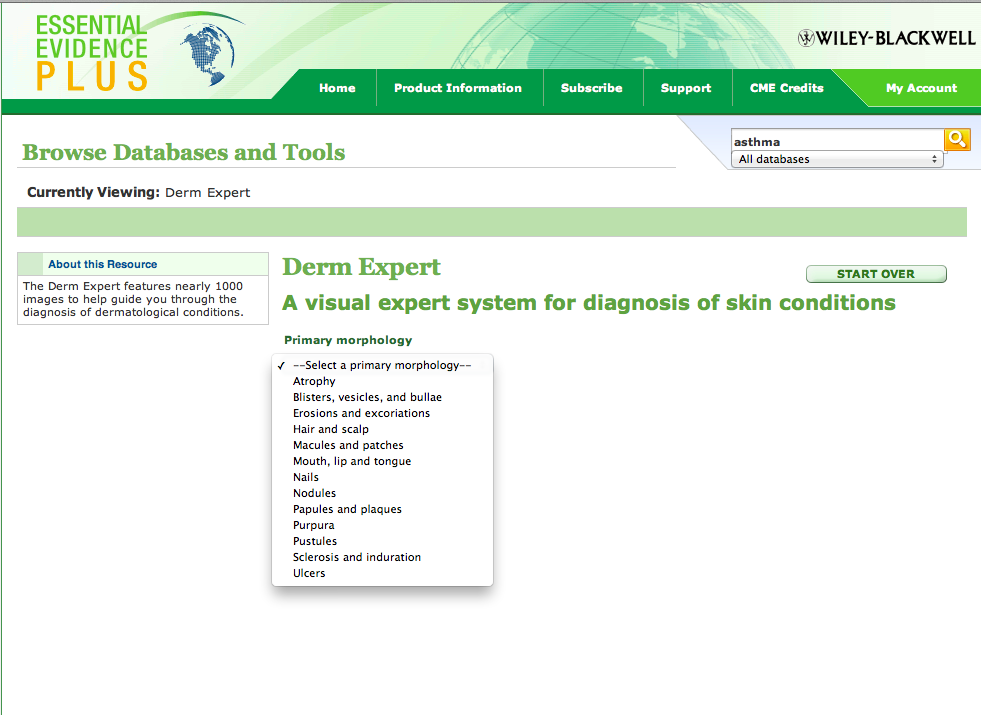 ESSENTIAL
EVIDENCE
PLUS
WILEY-BLACKWELL
Home
Product Information
Subscribe
Support
CME Credits
My Account
Browse Databases and Tools
asthma
All databases
Currently Viewing: Derm Expert
About this Resource
The Derm Expert features nearly 1000
images to help guide you through the
diagnosis of dermatological conditions.
Derm Expert
START OVER
A visual expert system for diagnosis of skin conditions
Primary morphology
✓ --Select a primary morphology--
Atrophy
Blisters, vesicles, and bullae
Erosions and excoriations
Hair and scalp
Macules and patches
Mouth, lip and tongue
Nails
Nodules
Papules and plaques
Purpura
Pustules
Sclerosis and induration
Ulcers